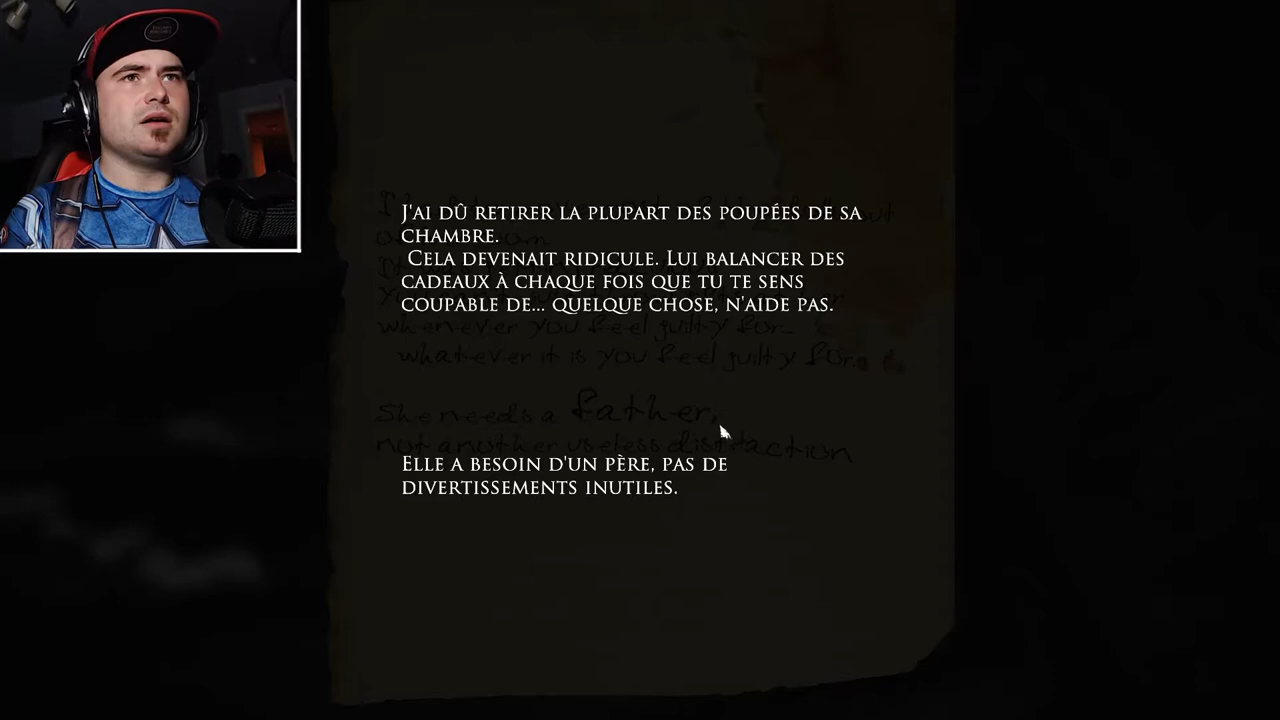 J'AI DÛ RETIRER LA PLUPART DES POUPÉES DE SA
CHAMBRE.
CELA DEVENAIT RIDICULE. LUI BALANCER DES
CADEAUX À CHAQUE FOIS QUE TU TE SENS
COUPABLE DE... QUELQUE CHOSE, N'AIDE PAS.
whenever you feel guilty for...
whatever it is you feel guilty for.
She needs a father,
not another useless distraction
ELLE A BESOIN D'UN PÈRE, PAS DE
DIVERTISSEMENTS INUTILES.